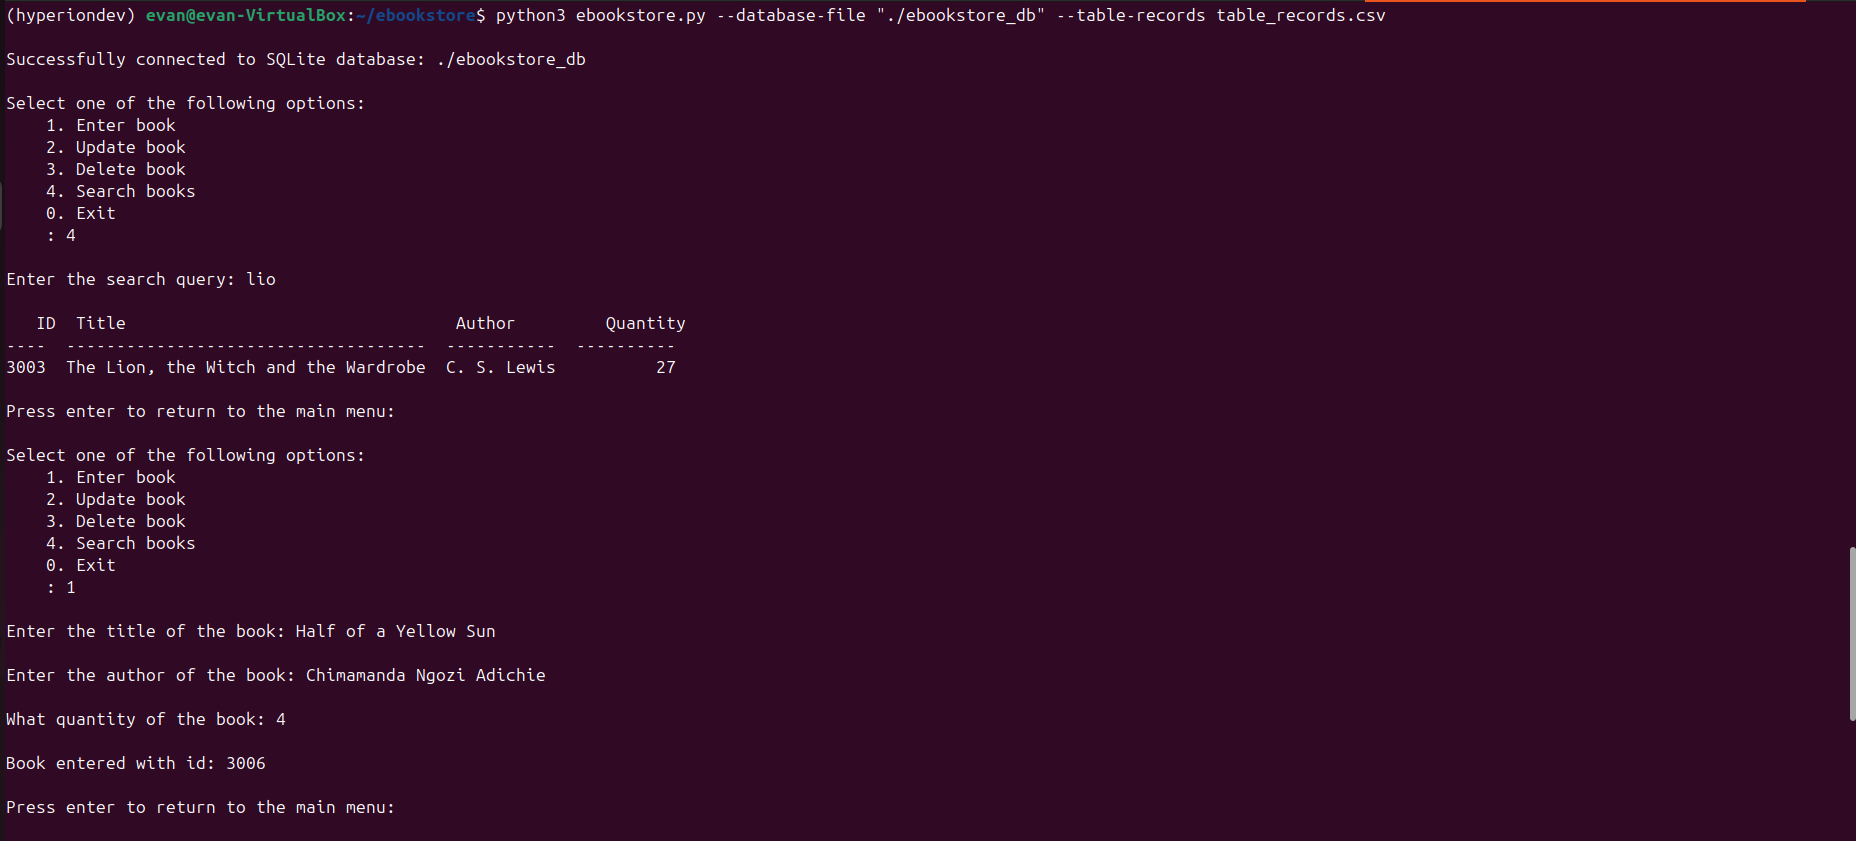 (hyperiondev) evan@evan-VirtualBox:~/ebookstore$ python3 ebookstore.py --database-file "./ebookstore_db" --table-records table_records.csv
Successfully connected to SQLite database: ./ebookstore_db
Select one of the following options:
    1. Enter book
    2. Update book
    3. Delete book
    4. Search books
    0. Exit
    : 4
Enter the search query: lio
   ID  Title                                 Author         Quantity
----  ------------------------------------  -----------  ----------
3003  The Lion, the Witch and the Wardrobe  C. S. Lewis          27
Press enter to return to the main menu:
Select one of the following options:
    1. Enter book
    2. Update book
    3. Delete book
    4. Search books
    0. Exit
    : 1
Enter the title of the book: Half of a Yellow Sun
Enter the author of the book: Chimamanda Ngozi Adichie
What quantity of the book: 4
Book entered with id: 3006
Press enter to return to the main menu: